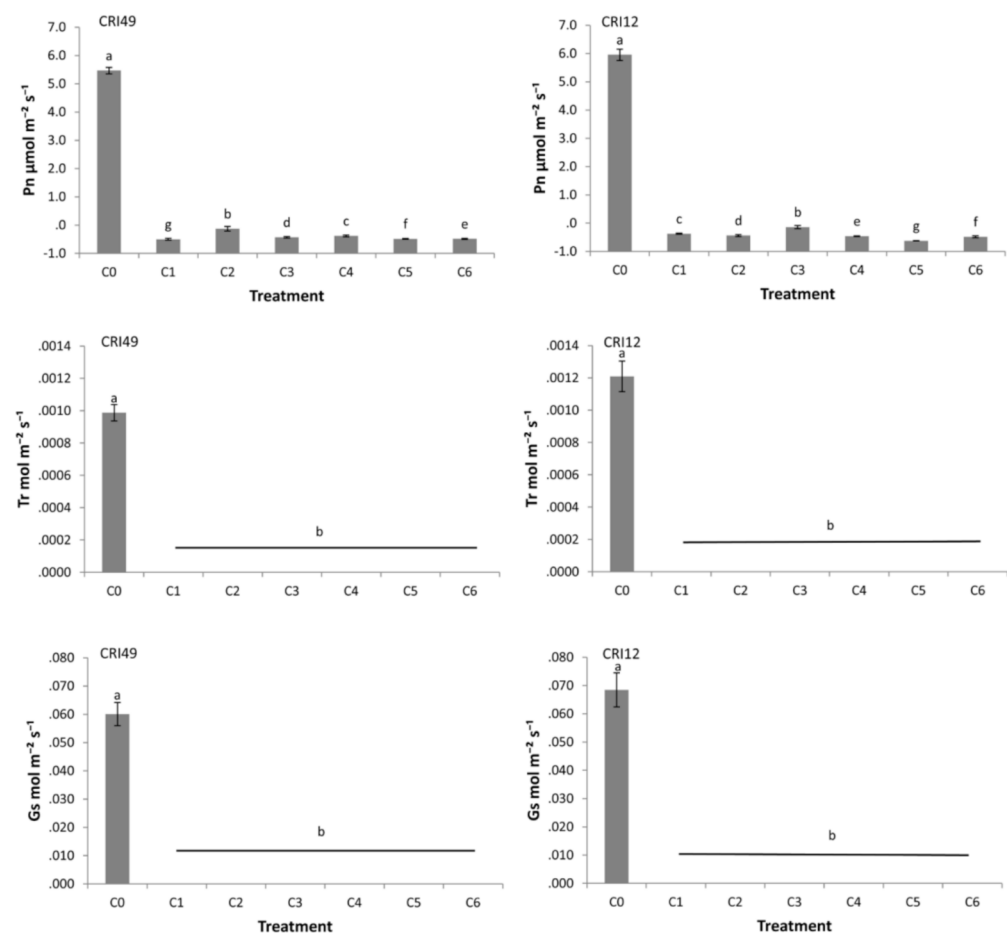 CRI49
Pn µmol m⁻² s⁻¹
7.0
6.0
5.0
4.0
3.0
2.0
1.0
.0
-1.0
a
g
b
d
c
f
e
C0 C1 C2 C3 C4 C5 C6
Treatment
CRI12
Pn µmol m⁻² s⁻¹
7.0
6.0
5.0
4.0
3.0
2.0
1.0
.0
-1.0
a
c
d
b
e
g
f
C0 C1 C2 C3 C4 C5 C6
Treatment
CRI49
Tr mol m⁻² s⁻¹
.0014
.0012
.0010
.0008
.0006
.0004
.0002
.0000
a
b
C0 C1 C2 C3 C4 C5 C6
CRI12
Tr mol m⁻² s⁻¹
.0014
.0012
.0010
.0008
.0006
.0004
.0002
.0000
a
b
C0 C1 C2 C3 C4 C5 C6
CRI49
Gs mol m⁻² s⁻¹
.080
.070
.060
.050
.040
.030
.020
.010
.000
a
b
C0 C1 C2 C3 C4 C5 C6
Treatment
CRI12
Gs mol m⁻² s⁻¹
.080
.070
.060
.050
.040
.030
.020
.010
.000
a
b
C0 C1 C2 C3 C4 C5 C6
Treatment